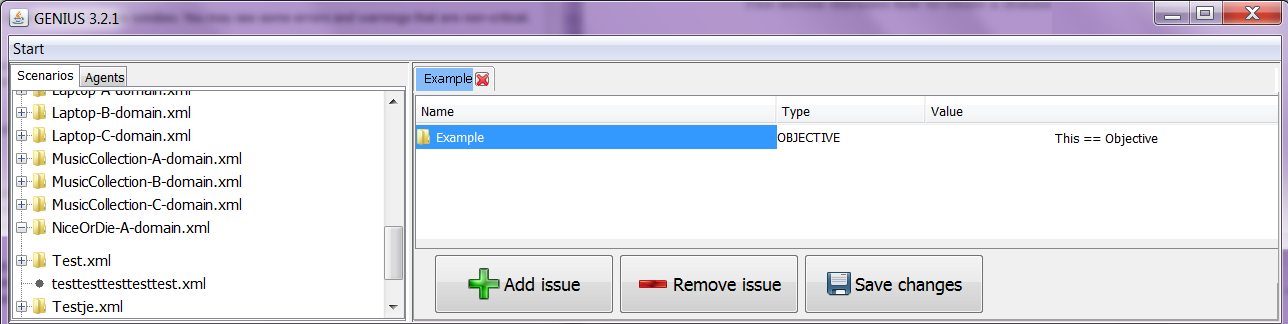 GENIUS 3.2.1
Start
Scenarios Agents
Laptop-A-domain.xml
Laptop-B-domain.xml
Laptop-C-domain.xml
MusicCollection-A-domain.xml
MusicCollection-B-domain.xml
MusicCollection-C-domain.xml
NiceOrDie-A-domain.xml
Test.xml
testtesttesttesttest.xml
Testje.xml
Example
Name Type Value
Example OBJECTIVE This == Objective
Add issue Remove issue Save changes